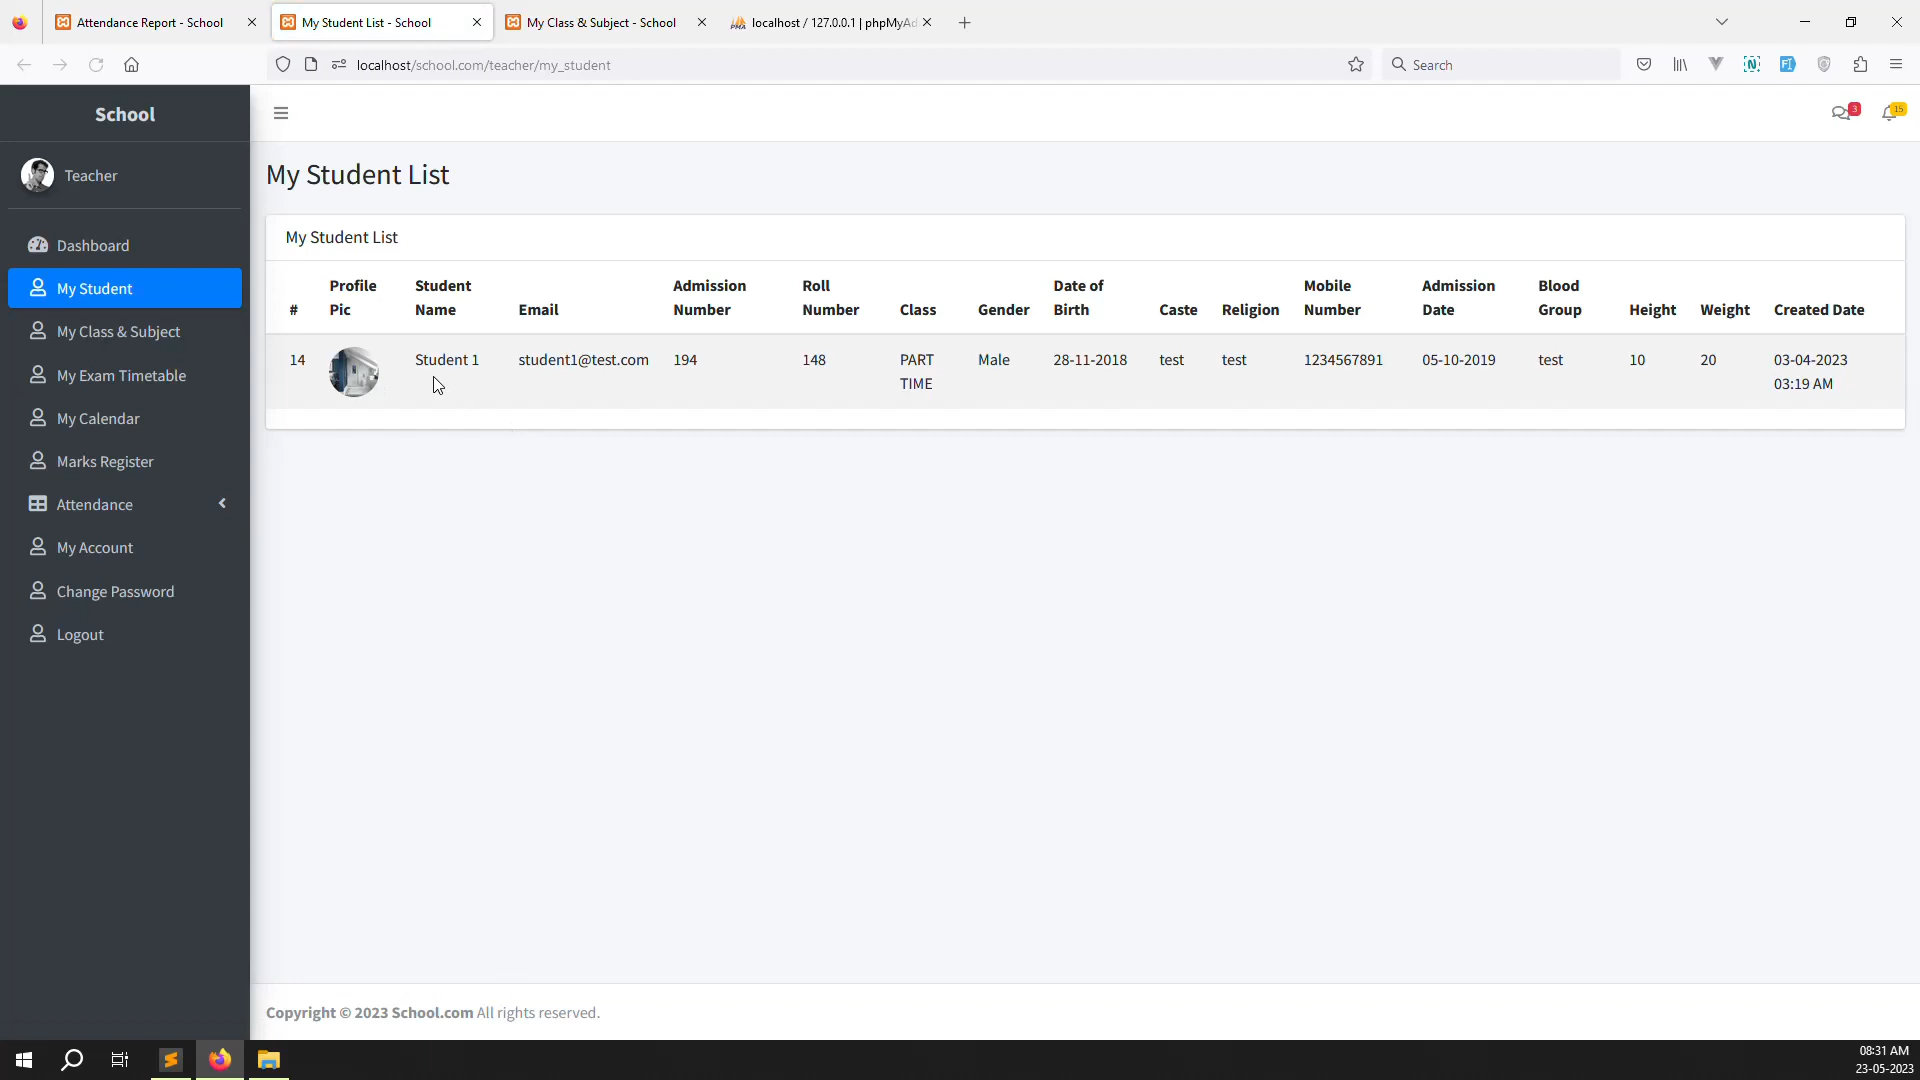 Attendance Report - School
My Student List - School
My Class & Subject - School
localhost / 127.0.0.1 | phpMyAd
localhost/school.com/teacher/my_student
Search
School
3
15
Teacher
My Student List
Dashboard
My Student
My Class & Subject
My Exam Timetable
My Calendar
Marks Register
Attendance
My Account
Change Password
Logout
My Student List
# Profile Pic Student Name Email Admission Number Roll Number Class Gender Date of Birth Caste Religion Mobile Number Admission Date Blood Group Height Weight Created Date
14 Student 1 student1@test.com 194 148 PART TIME Male 28-11-2018 test test 1234567891 05-10-2019 test 10 20 03-04-2023 03:19 AM
Copyright © 2023 School.com All rights reserved.
08:31 AM
23-05-2023